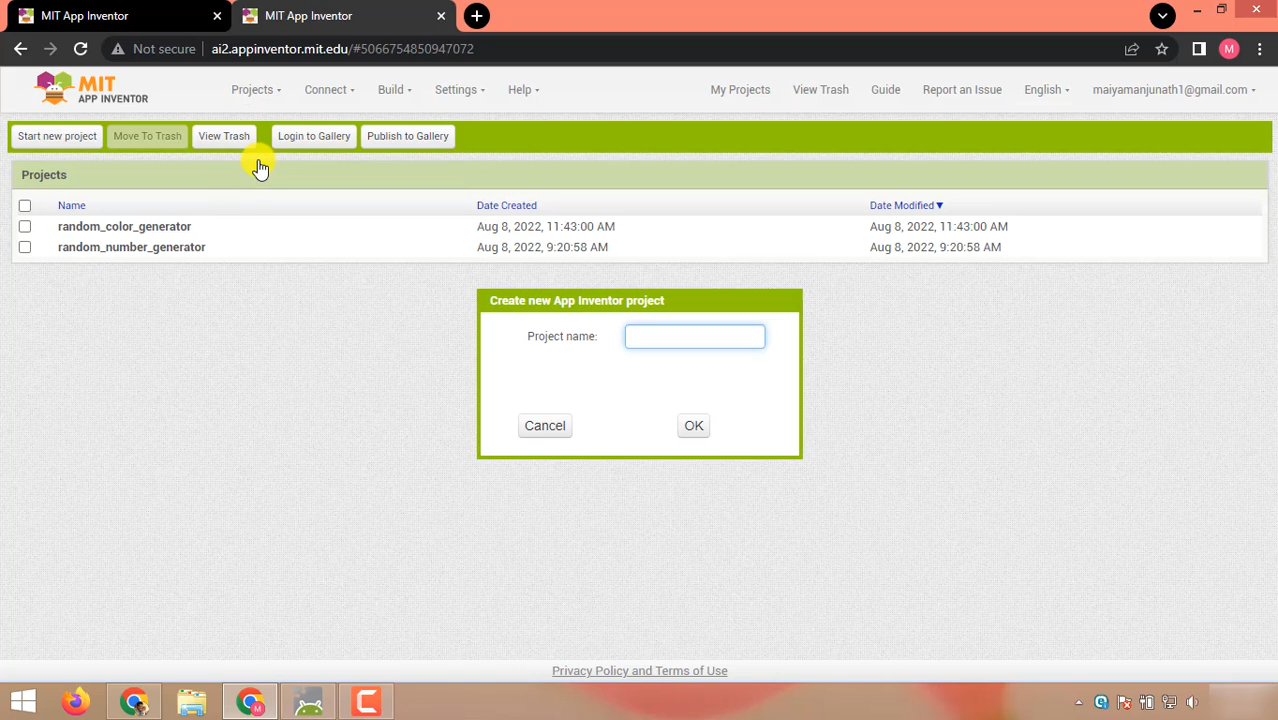 MIT App Inventor
MIT App Inventor
Not secure ai2.appinventor.mit.edu/#5066754850947072
M
MIT
APP INVENTOR
Projects Connect Build Settings Help My Projects View Trash Guide Report an Issue English maiyamanjunath1@gmail.com
Start new project Move To Trash View Trash Login to Gallery Publish to Gallery
Projects
Name Date Created Date Modified
random_color_generator Aug 8, 2022, 11:43:00 AM Aug 8, 2022, 11:43:00 AM
random_number_generator Aug 8, 2022, 9:20:58 AM Aug 8, 2022, 9:20:58 AM
Create new App Inventor project
Project name:
Cancel OK
Privacy Policy and Terms of Use
M